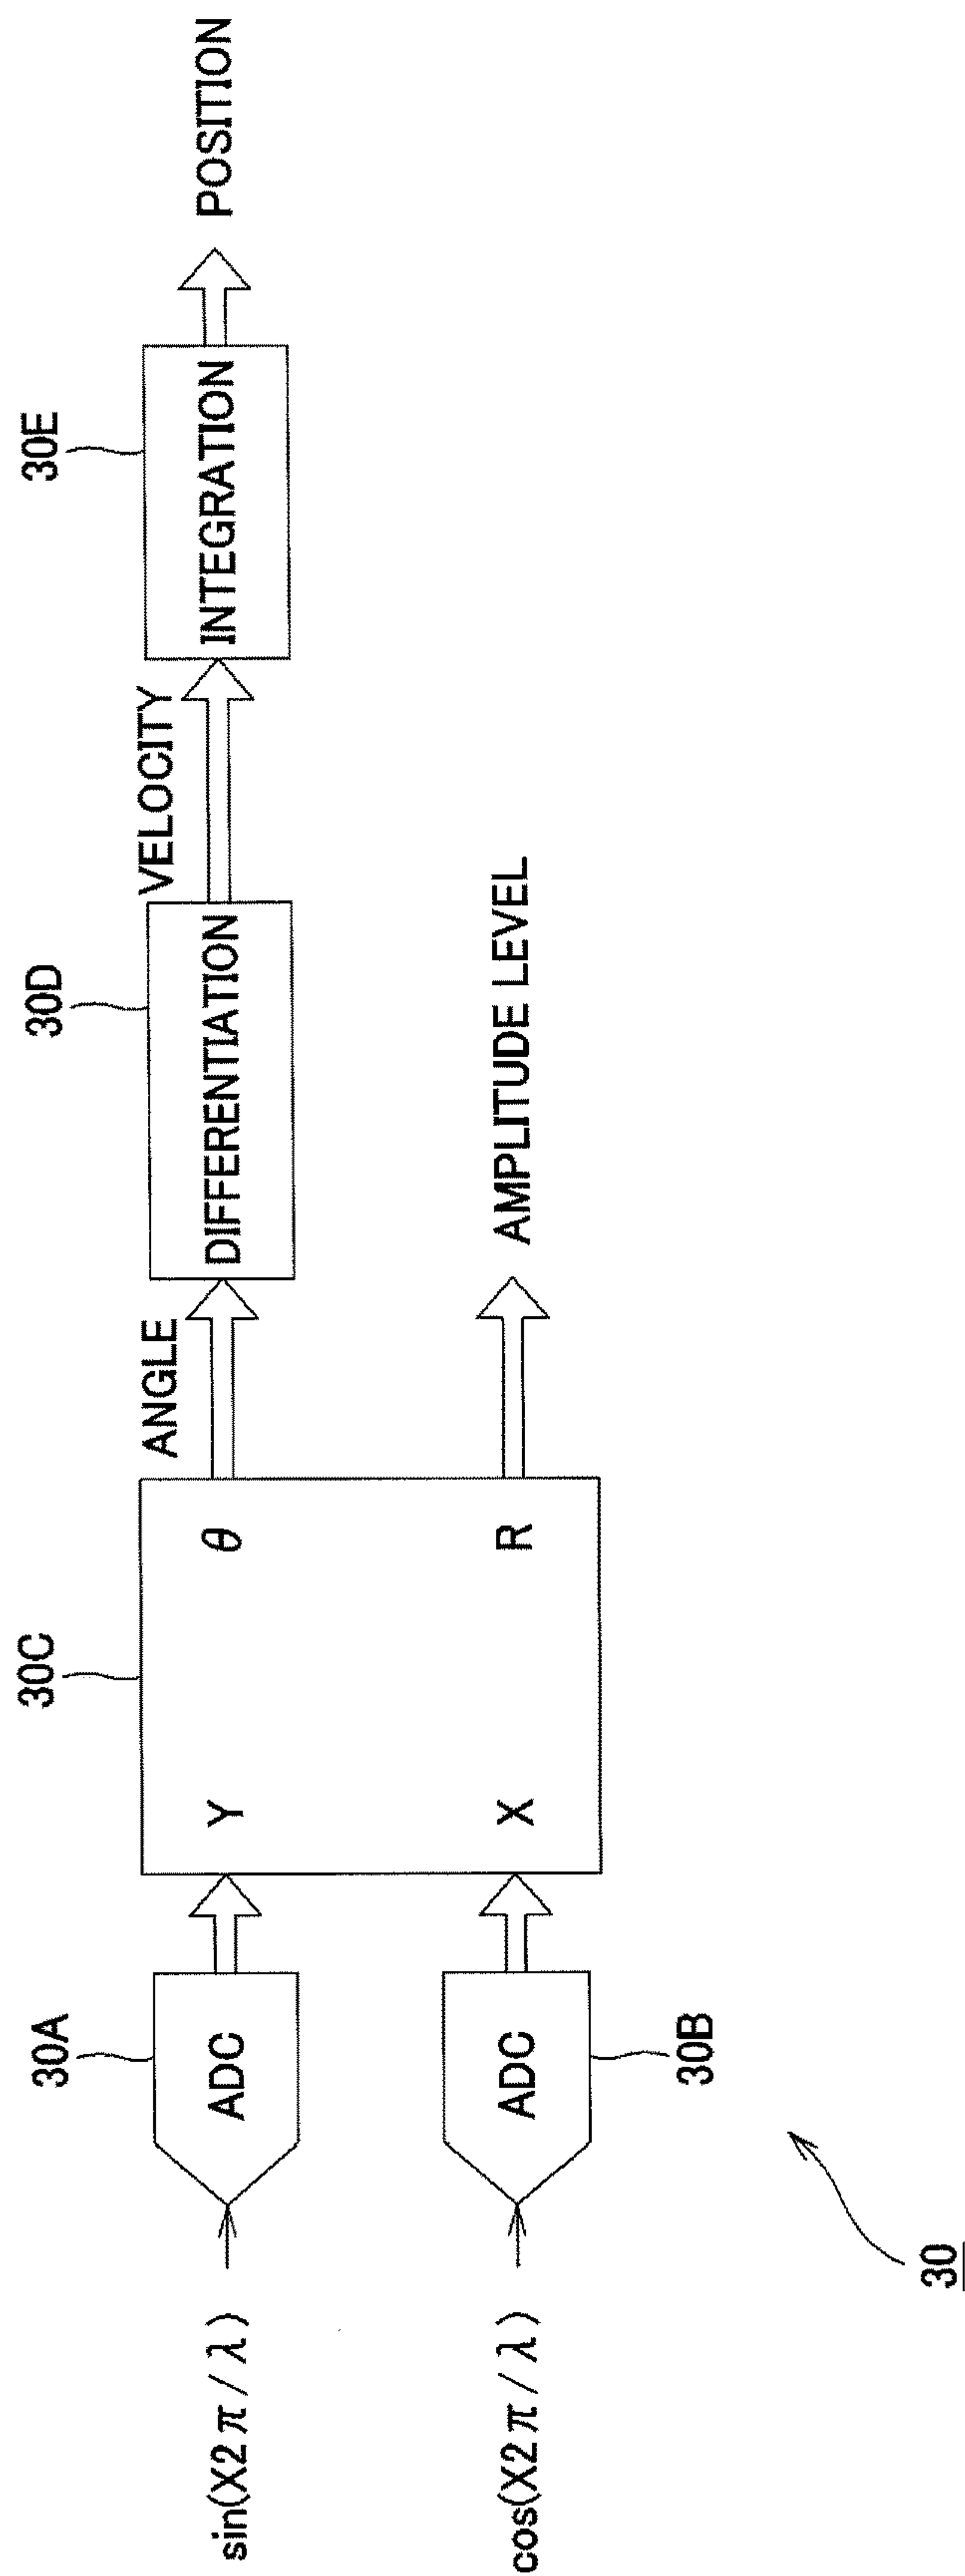 30A
30C
30D
30E
sin(X2π/λ)
ADC
Y
θ
ANGLE
DIFFERENTIATION
VELOCITY
INTEGRATION
POSITION
cos(X2π/λ)
ADC
X
R
AMPLITUDE LEVEL
30B
30